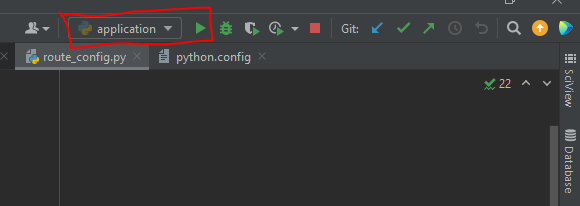 application
Git:
route_config.py
python.config
22
SciView
Database